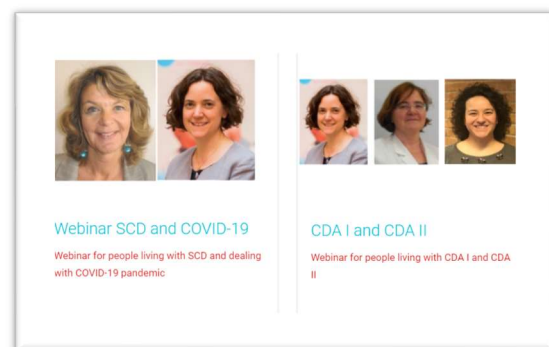 Webinar SCD and COVID-19
Webinar for people living with SCD and dealing
with COVID-19 pandemic
CDA I and CDA II
Webinar for people living with CDA I and CDA
II